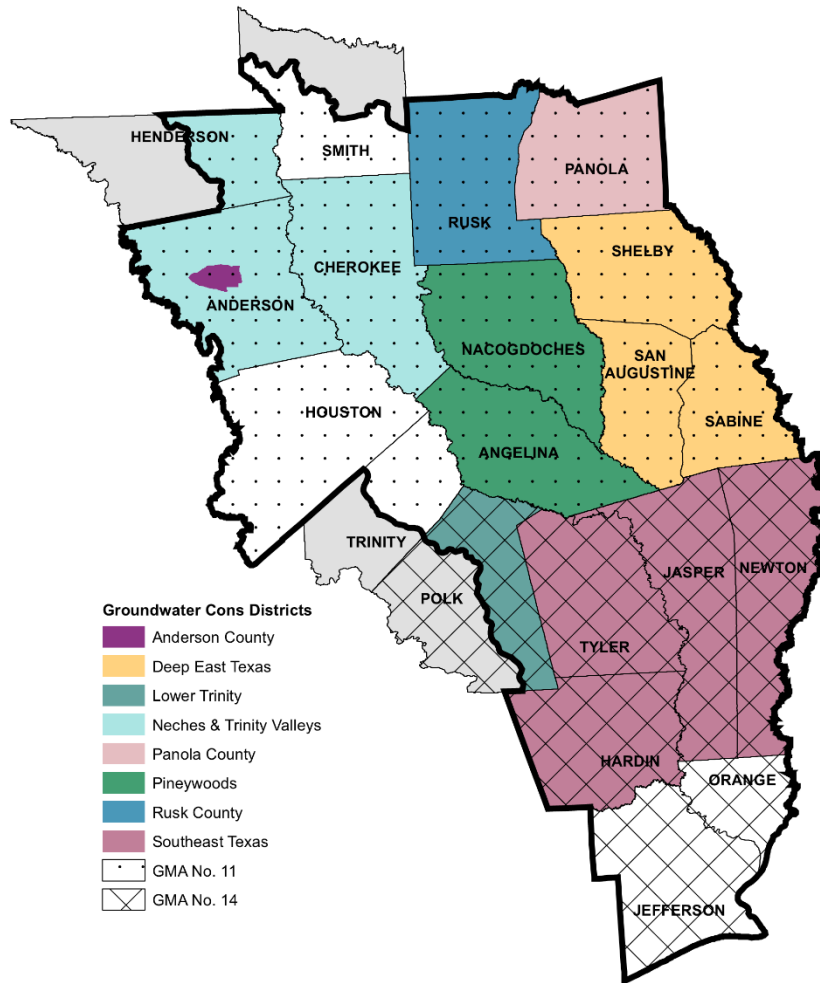 HENDERSON
SMITH
PANOLA
RUSK
SHELBY
CHEROKEE
ANDERSON
NACOGDOCHES
SAN
AUGUSTINE
HOUSTON
SABINE
ANGELINA
TRINITY
JASPER
NEWTON
POLK
TYLER
HARDIN
ORANGE
JEFFERSON
Groundwater Cons Districts
Anderson County
Deep East Texas
Lower Trinity
Neches & Trinity Valleys
Panola County
Pineywoods
Rusk County
Southeast Texas
GMA No. 11
GMA No. 14